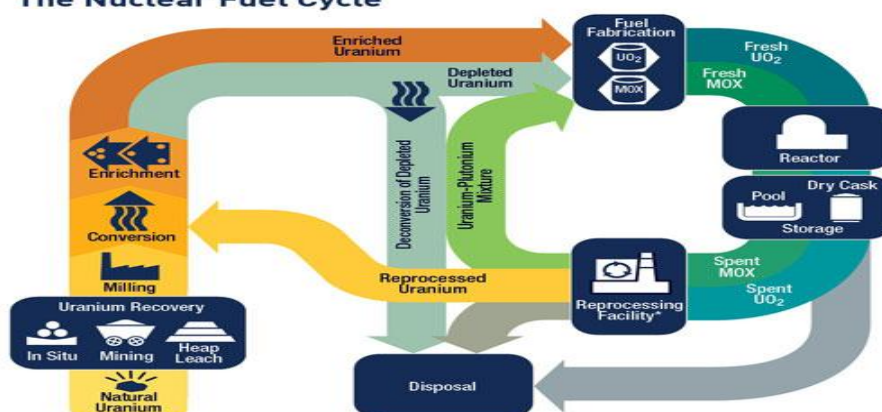 The Nuclear Fuel Cycle
Enriched
Uranium
Depleted
Uranium
Fuel
Fabrication
UO2
MOX
Fresh
UO2
Fresh
MOX
Reactor
Pool
Dry Cask
Storage
Enrichment
Conversion
Milling
Uranium Recovery
In Situ
Mining
Heap
Leach
Natural
Uranium
Deconversion of Depleted
Uranium
Uranium-Plutonium
Mixture
Reprocessed
Uranium
Reprocessing
Facility*
Spent
MOX
Spent
UO2
Disposal